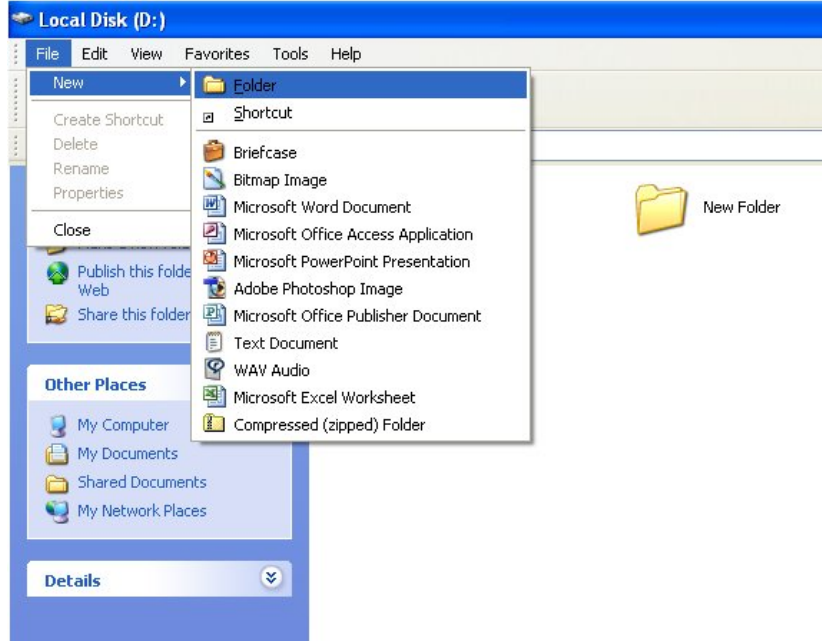 Local Disk (D:)
File Edit View Favorites Tools Help
New
Create Shortcut
Delete
Rename
Properties
Close
Folder
Shortcut
Briefcase
Bitmap Image
Microsoft Word Document
Microsoft Office Access Application
Microsoft PowerPoint Presentation
Adobe Photoshop Image
Microsoft Office Publisher Document
Text Document
WAV Audio
Microsoft Excel Worksheet
Compressed (zipped) Folder
New Folder
Publish this folde
Web
Share this folder
Other Places
My Computer
My Documents
Shared Documents
My Network Places
Details